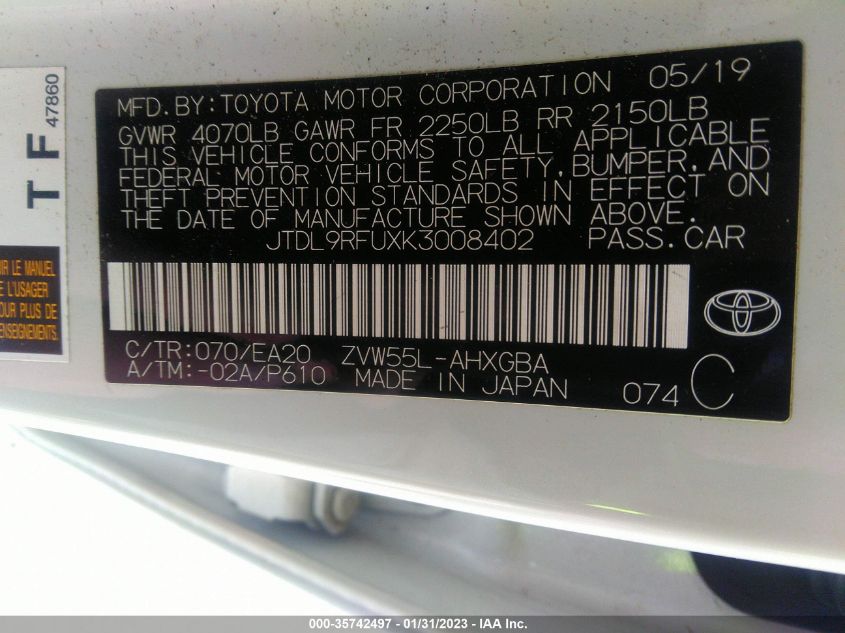 MFD. BY: TOYOTA MOTOR CORPORATION 05/19
GVWR 4070LB GAWR FR 2250LB RR 2150LB
THIS VEHICLE CONFORMS TO ALL APPLICABLE
FEDERAL MOTOR VEHICLE SAFETY, BUMPER, AND
THEFT PREVENTION STANDARDS IN EFFECT ON
THE DATE OF MANUFACTURE SHOWN ABOVE.
JTDL9RFUXK3008402 PASS. CAR
C/TR: 070/EA20 ZVW55L-AHXGBA
A/TM: -02A/P610 MADE IN JAPAN 074 C
T F 47860
LE MANUEL
L'USAGER
POUR PLUS DE
RENSEIGNEMENTS.
000-35742497 - 01/31/2023 - IAA Inc.